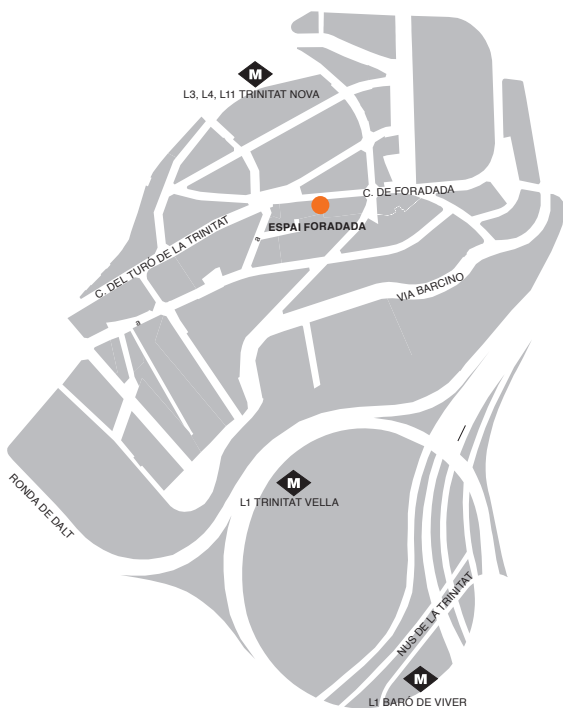 M
L3, L4, L11 TRINITAT NOVA
C. DE FORADADA
ESPAI FORADADA
a
C. DEL TURÓ DE LA TRINITAT
VIA BARCINO
a
M
L1 TRINITAT VELLA
RONDA DE DALT
NUS DE LA TRINITAT
M
L1 BARÓ DE VIVER